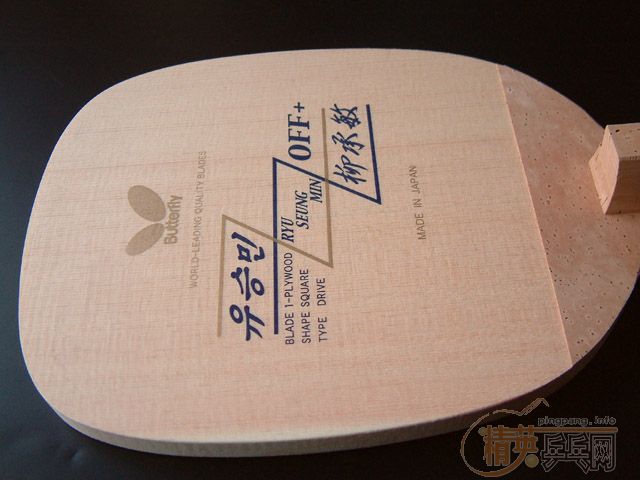 Butterfly
WORLD-LEADING QUALITY BLADES
유승민
RYU
SEUNG
MIN
OFF+
BLADE 1-PLYWOOD
SHAPE SQUARE
TYPE DRIVE
柳承敏
MADE IN JAPAN
pingpang.info
精英乒乓网